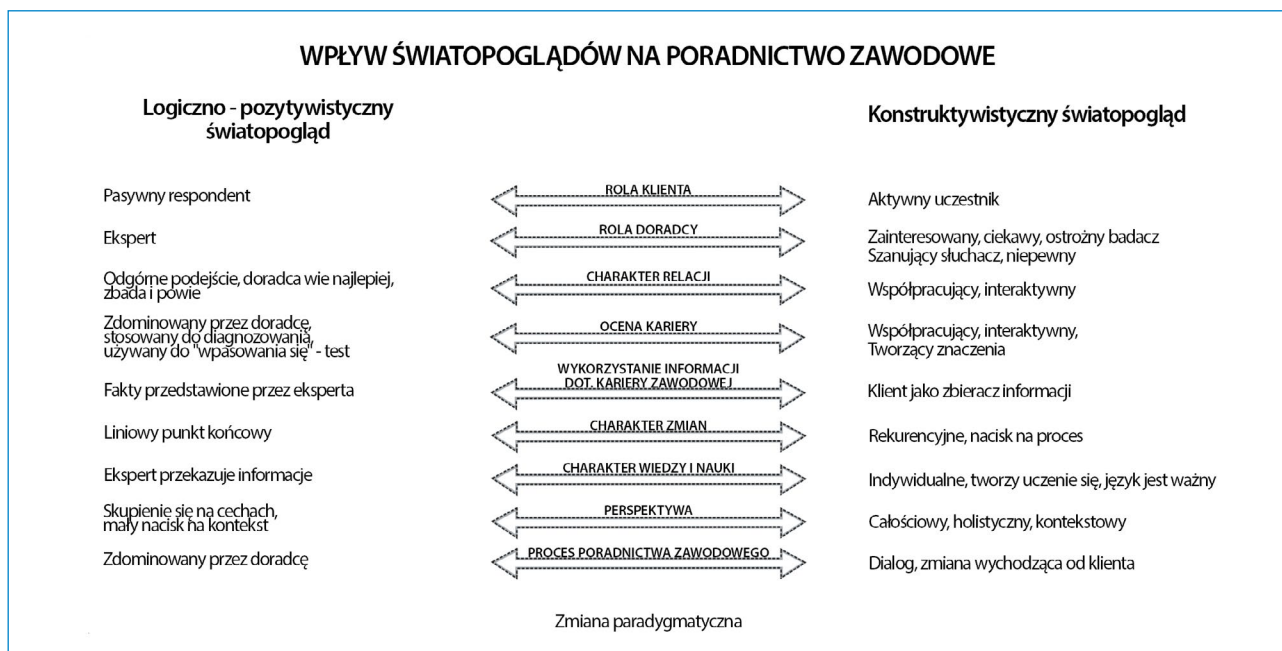 WPŁYW ŚWIATOPOGLĄDÓW NA PORADNICTWO ZAWODOWE
Logiczno - pozytywistyczny
światopogląd
Konstruktywistyczny światopogląd
Pasywny respondent
ROLA KLIENTA
Aktywny uczestnik
Ekspert
ROLA DORADCY
Zainteresowany, ciekawy, ostrożny badacz
Szanujący słuchacz, niepewny
Odgórne podejście, doradca wie najlepiej,
zbada i powie
CHARAKTER RELACJI
Współpracujący, interaktywny
Zdominowany przez doradcę,
stosowany do diagnozowania,
używany do "wpasowania się" - test
OCENA KARIERY
Współpracujący, interaktywny,
Tworzący znaczenia
Fakty przedstawione przez eksperta
WYKORZYSTANIE INFORMACJI
DOT. KARIERY ZAWODOWEJ
Klient jako zbieracz informacji
Liniowy punkt końcowy
CHARAKTER ZMIAN
Rekurencyjne, nacisk na proces
Ekspert przekazuje informacje
CHARAKTER WIEDZY I NAUKI
Indywidualne, tworzy uczenie się, język jest ważny
Skupienie się na cechach,
mały nacisk na kontekst
PERSPEKTYWA
Całościowy, holistyczny, kontekstowy
Zdominowany przez doradcę
PROCES PORADNICTWA ZAWODOWEGO
Dialog, zmiana wychodząca od klienta
Zmiana paradygmatyczna